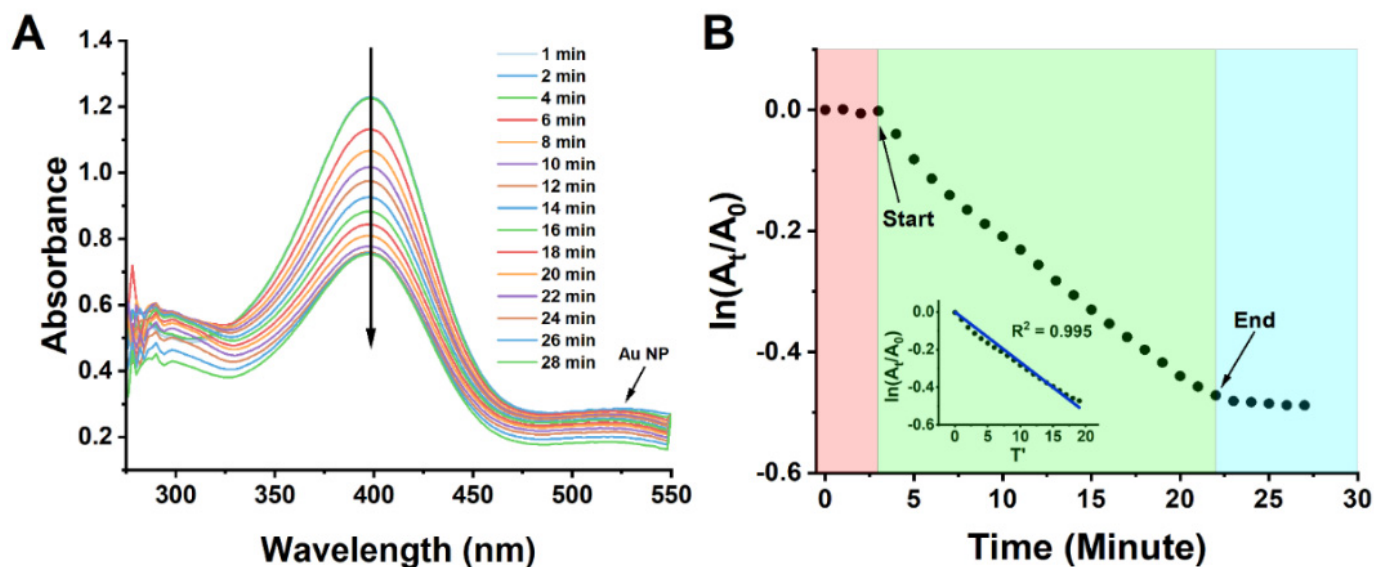 A
B
1.4
1.2
1.0
0.8
0.6
0.4
0.2
Absorbance
300
350
400
450
500
550
Wavelength (nm)
1 min
2 min
4 min
6 min
8 min
10 min
12 min
14 min
16 min
18 min
20 min
22 min
24 min
26 min
28 min
Au NP
0.0
-0.2
-0.4
-0.6
ln(At/A0)
Start
End
0.0
-0.2
-0.4
-0.6
ln(At/A0)
R² = 0.995
0 5 10 15 20
T'
0 5 10 15 20 25 30
Time (Minute)